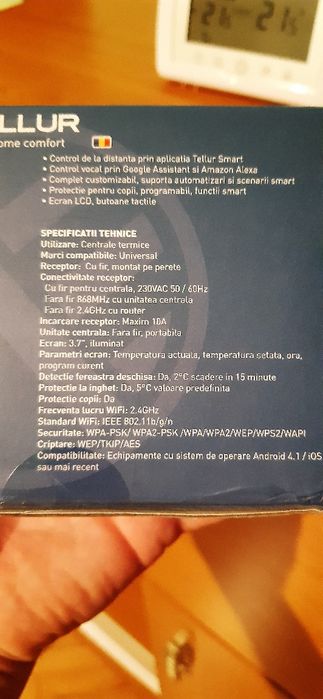 LLUR
ome comfort
• Control de la distanta prin aplicatia Tellur Smart
• Control vocal prin Google Assistant si Amazon Alexa
• Complet customizabil, suporta automatizari si scenarii smart
• Protectie pentru copii, programabil, functii smart
• Ecran LCD, butoane tactile
SPECIFICATII TEHNICE
Utilizare: Centrale termice
Marci compatibile: Universal
Receptor: Cu fir, montat pe perete
Conectivitate receptor:
Cu fir pentru centrala, 230VAC 50 / 60Hz
Fara fir 868MHz cu unitatea centrala
Fara fir 2.4GHz cu router
Incarcare receptor: Maxim 10A
Unitate centrala: Fara fir, portabila
Ecran: 3.7", iluminat
Parametri ecran: Temperatura actuala, temperatura setata, ora,
program curent
Detectie fereastra deschisa: Da, 2°C scadere in 15 minute
Protectie la inghet: Da, 5°C valoare predefinita
Protectie copii: Da
Frecventa lucru WiFi: 2.4GHz
Standard WiFi: IEEE 802.11b/g/n
Securitate: WPA-PSK/ WPA2-PSK /WPA/WPA2/WEP/WPS2/WAPI
Criptare: WEP/TKIP/AES
Compatibilitate: Echipamente cu sistem de operare Android 4.1 / iOS
sau mai recent